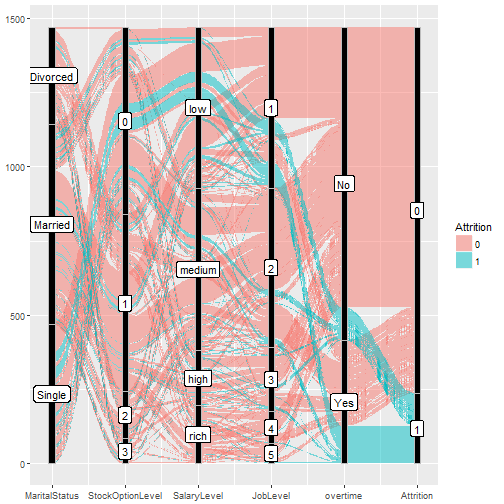 1500
1000
500
0
Divorced
Married
Single
0
1
2
3
low
medium
high
rich
1
2
3
4
5
No
Yes
0
1
Attrition
0
1
MaritalStatus StockOptionLevel SalaryLevel JobLevel overtime Attrition